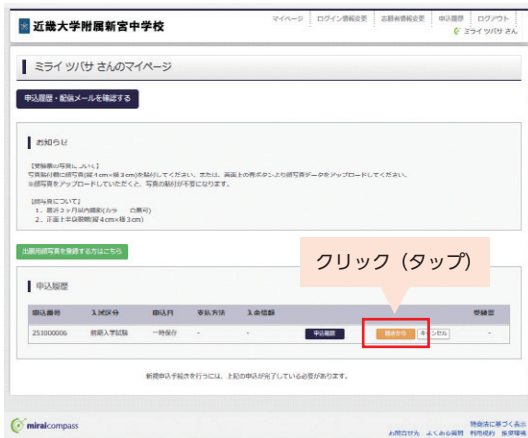 マイページ ログイン情報変更 志願者情報変更 申込履歴 ログアウト
近畿大学附属新宮中学校
ミライ ツバサ さん
ミライ ツバサ さんのマイページ
申込履歴・配信メールを確認する
お知らせ
【受験票の写真について】
写真貼付欄に顔写真(縦4cm×横3cm)を貼付してください。または、画面上の青ボタンより顔写真データをアップロードしてください。
※顔写真をアップロードしていただくと、写真の貼付が不要になります。
【顔写真について】
1、最近3ヶ月以内撮影(カラー 白黒可)
2、正面上半身脱帽(縦4cm×横3cm)
出願用顔写真を登録する方はこちら
クリック（タップ）
申込履歴
申込番号 入試区分 申込日 支払方法 入金情報 受験票
251000006 前期入学試験 一時保存 - - 申込確認 続きから キャンセル -
新規申込手続きを行うには、上記の申込が完了している必要があります。
miraicompass
特商法に基づく表示
お問合せ先 よくある質問 利用規約 推奨環境